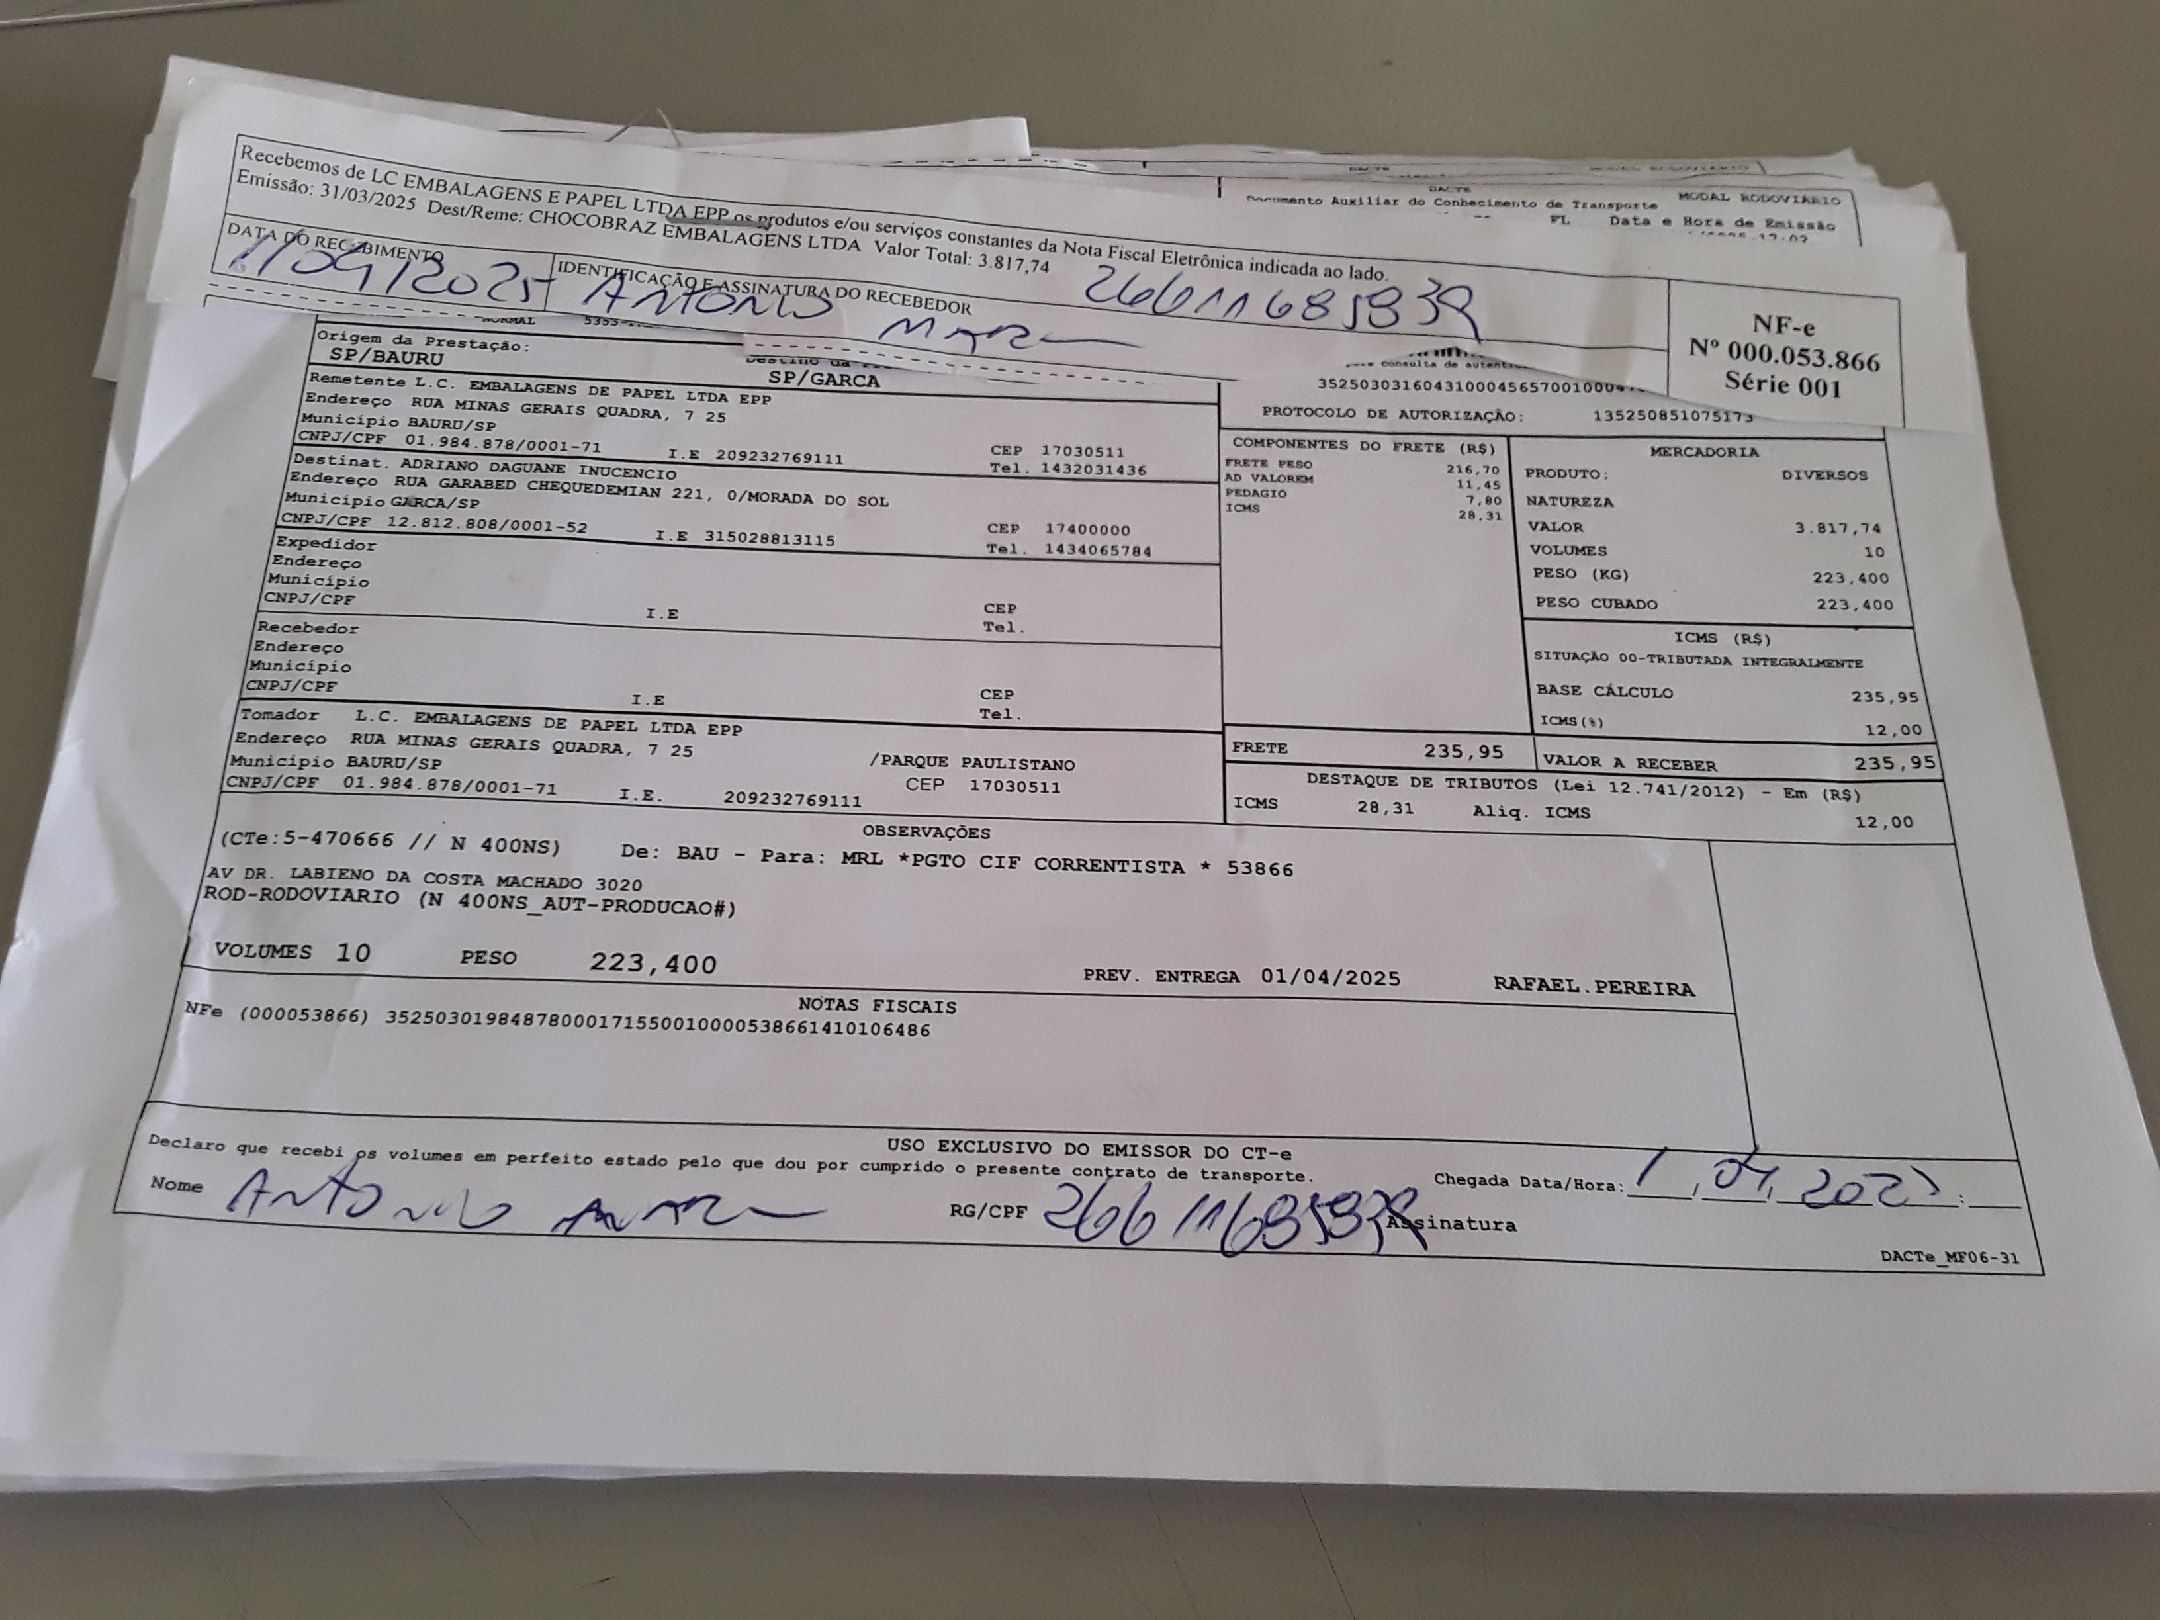 DACTE
MODAL RODOVIÁRIO
Documento Auxiliar do Conhecimento de Transporte
FL Data e Hora de Emissão
Recebemos de LC EMBALAGENS E PAPEL LTDA EPP os produtos e/ou serviços constantes da Nota Fiscal Eletrônica indicada ao lado.
Emissão: 31/03/2025 Dest/Reme: CHOCOBRAZ EMBALAGENS LTDA Valor Total: 3.817,74
DATA DO RECEBIMENTO
1/04/2025
IDENTIFICAÇÃO E ASSINATURA DO RECEBEDOR
ANTONIO
NF-e
Nº 000.053.866
Série 001
NORMAL
Origem da Prestação:
SP/BAURU
SP/GARCA
Remetente L.C. EMBALAGENS DE PAPEL LTDA EPP
Endereço RUA MINAS GERAIS QUADRA, 7 25
Município BAURU/SP CEP 17030511
CNPJ/CPF 01.984.878/0001-71 I.E 209232769111 Tel. 1432031436
Destinat. ADRIANO DAGUANE INUCENCIO
Endereço RUA GARABED CHEQUEDEMIAN 221, 0/MORADA DO SOL
Município GARCA/SP CEP 17400000
CNPJ/CPF 12.812.808/0001-52 I.E 315028813115 Tel. 1434065784
Expedidor
Endereço
Município CEP
CNPJ/CPF I.E Tel.
Recebedor
Endereço
Município CEP
CNPJ/CPF I.E Tel.
Tomador L.C. EMBALAGENS DE PAPEL LTDA EPP
Endereço RUA MINAS GERAIS QUADRA, 7 25 /PARQUE PAULISTANO
Município BAURU/SP CEP 17030511
CNPJ/CPF 01.984.878/0001-71 I.E. 209232769111
PROTOCOLO DE AUTORIZAÇÃO: 135250851075173
COMPONENTES DO FRETE (R$)
FRETE PESO 216,70
AD VALOREM 11,45
PEDAGIO 7,80
ICMS 28,31
MERCADORIA
PRODUTO: DIVERSOS
NATUREZA
VALOR 3.817,74
VOLUMES 10
PESO (KG) 223,400
PESO CUBADO 223,400
ICMS (R$)
SITUAÇÃO 00-TRIBUTADA INTEGRALMENTE
BASE CÁLCULO 235,95
ICMS(%) 12,00
FRETE 235,95 VALOR A RECEBER 235,95
DESTAQUE DE TRIBUTOS (Lei 12.741/2012) - Em (R$)
ICMS 28,31 Aliq. ICMS 12,00
OBSERVAÇÕES
(CTe:5-470666 // N 400NS) De: BAU - Para: MRL *PGTO CIF CORRENTISTA * 53866
AV DR. LABIENO DA COSTA MACHADO 3020
ROD-RODOVIARIO (N 400NS_AUT-PRODUCAO#)
VOLUMES 10 PESO 223,400 PREV. ENTREGA 01/04/2025 RAFAEL.PEREIRA
NOTAS FISCAIS
NFe (000053866) 35250301984878000171550010000538661410106486
USO EXCLUSIVO DO EMISSOR DO CT-e
Declaro que recebi os volumes em perfeito estado pelo que dou por cumprido o presente contrato de transporte.
Chegada Data/Hora: 1, 04, 2025 :
Nome ANTONIO RG/CPF Assinatura
DACTe_MF06-31